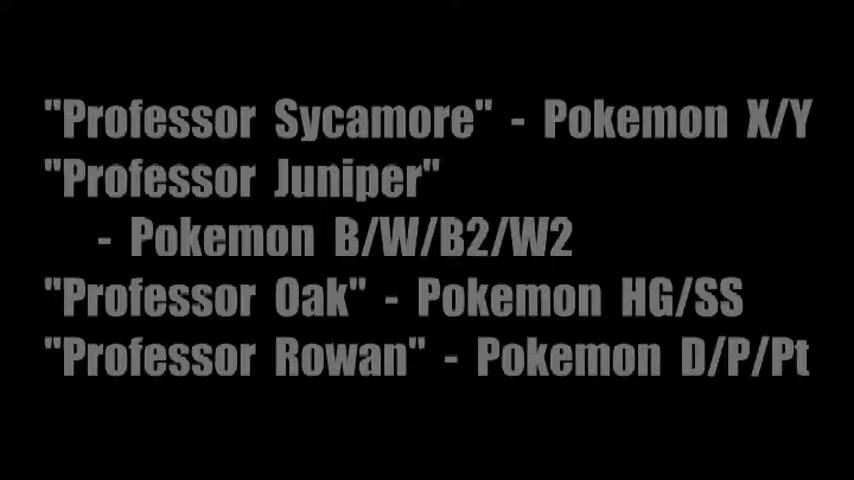 "Professor Sycamore" - Pokemon X/Y
"Professor Juniper"
- Pokemon B/W/B2/W2
"Professor Oak" - Pokemon HG/SS
"Professor Rowan" - Pokemon D/P/Pt